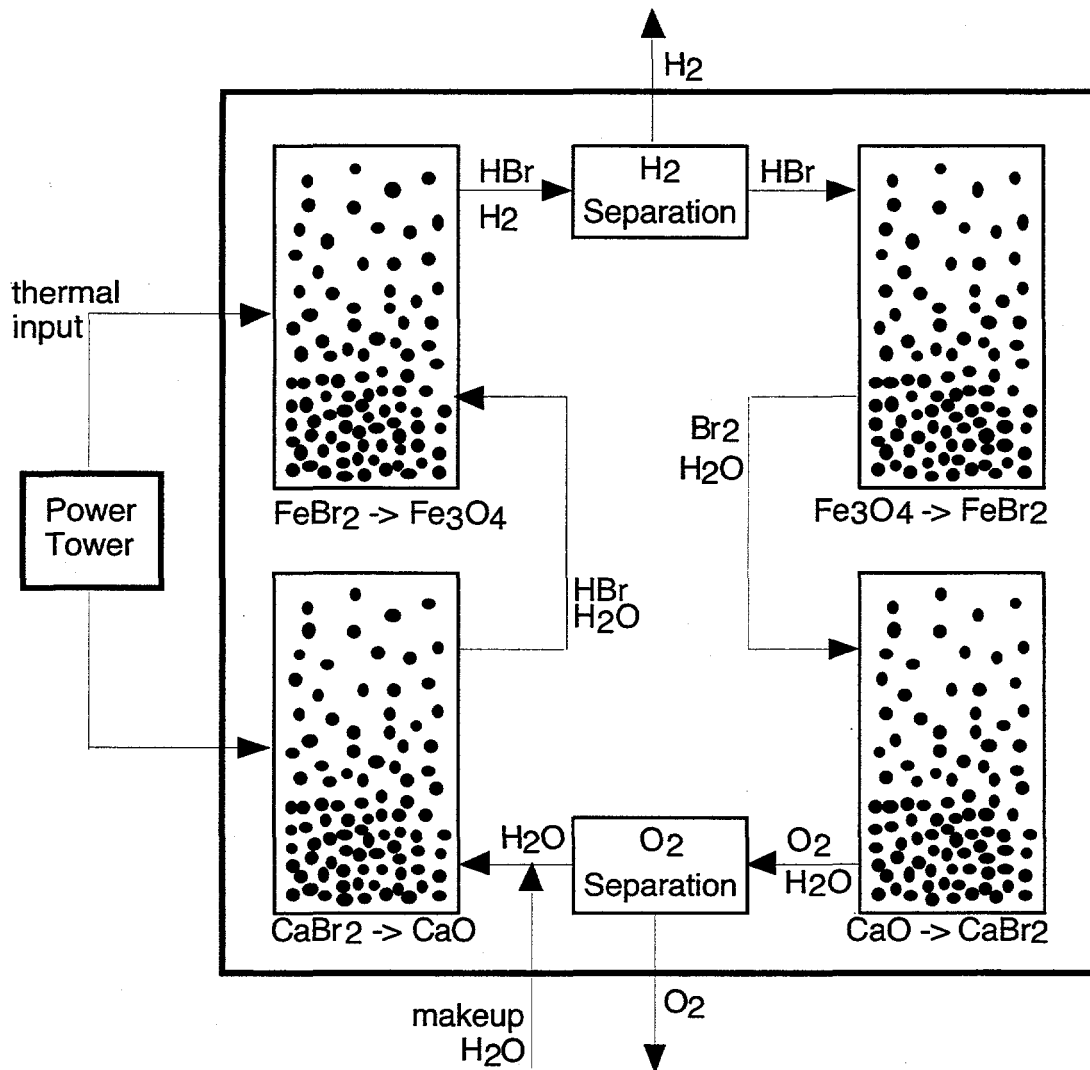 H2
HBr
H2
H2
Separation
HBr
thermal
input
Br2
H2O
Power
Tower
FeBr2 -> Fe3O4
Fe3O4 -> FeBr2
HBr
H2O
H2O
O2
Separation
O2
H2O
CaBr2 -> CaO
CaO -> CaBr2
makeup
H2O
O2